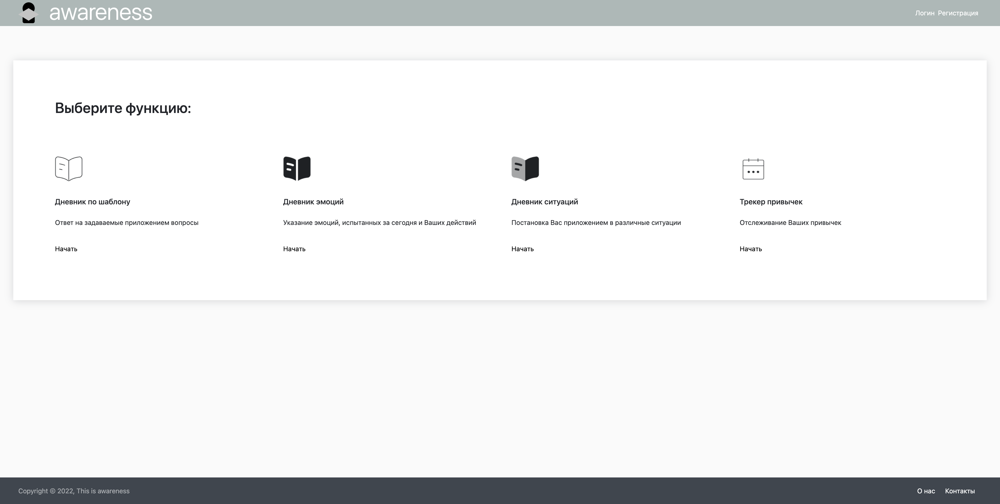 awareness
Логин Регистрация
Выберите функцию:
Дневник по шаблону
Ответ на задаваемые приложением вопросы
Начать
Дневник эмоций
Указание эмоций, испытанных за сегодня и Ваших действий
Начать
Дневник ситуаций
Постановка Вас приложением в различные ситуации
Начать
Трекер привычек
Отслеживание Ваших привычек
Начать
Copyright © 2022, This is awareness
О нас Контакты